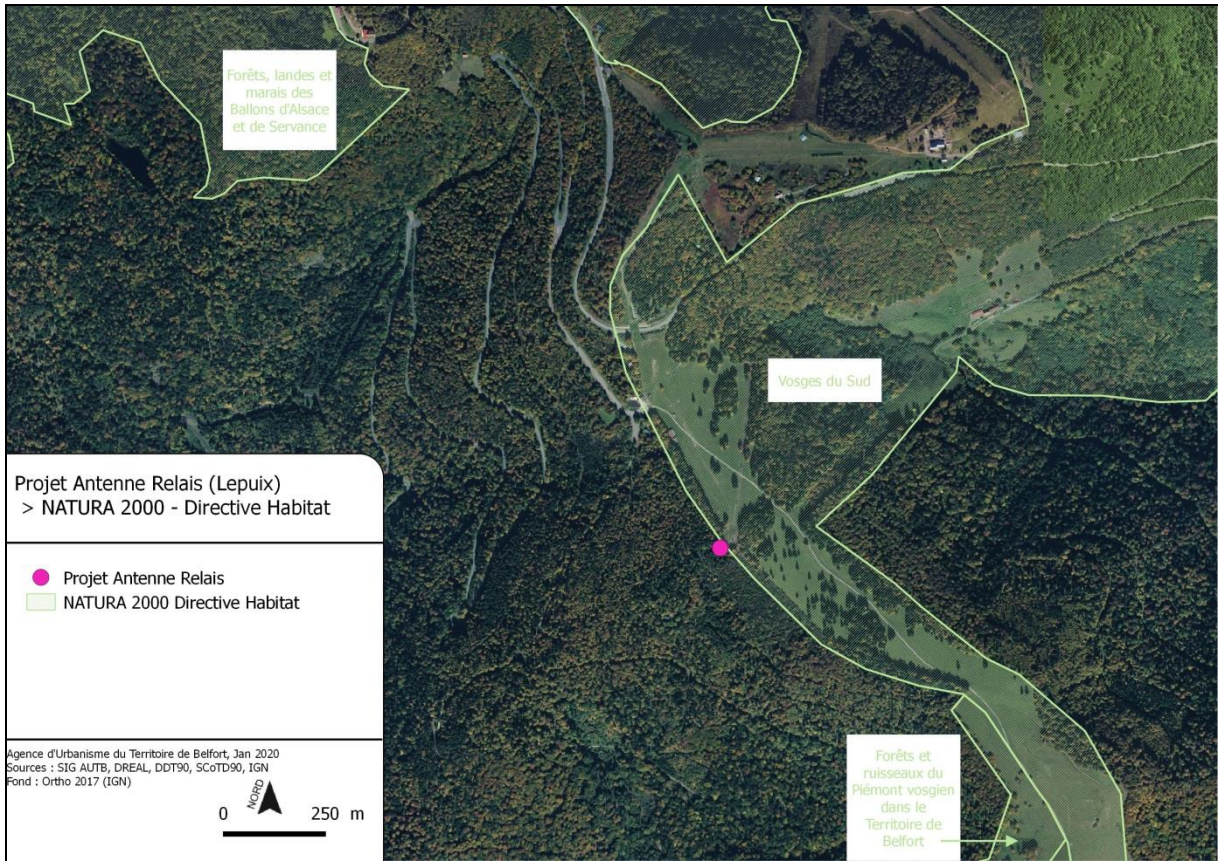 Forêts, landes et
marais des
Ballons d'Alsace
et de Servance
Vosges du Sud
Projet Antenne Relais (Lepuix)
> NATURA 2000 - Directive Habitat
Projet Antenne Relais
NATURA 2000 Directive Habitat
Agence d'Urbanisme du Territoire de Belfort, Jan 2020
Sources : SIG AUTB, DREAL, DDT90, SCoTD90, IGN
Fond : Ortho 2017 (IGN)
NORD
0 250 m
Forêts et
ruisseaux du
Piémont vosgien
dans le
Territoire de
Belfort